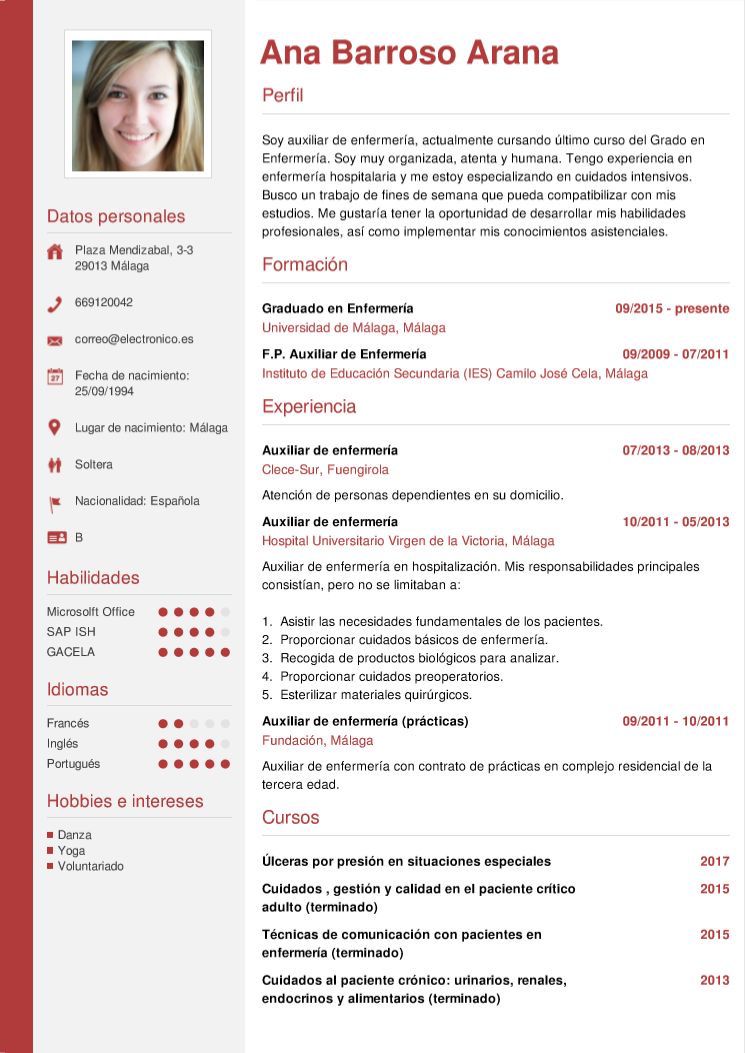 Ana Barroso Arana
Perfil
Soy auxiliar de enfermería, actualmente cursando último curso del Grado en
Enfermería. Soy muy organizada, atenta y humana. Tengo experiencia en
enfermería hospitalaria y me estoy especializando en cuidados intensivos.
Busco un trabajo de fines de semana que pueda compatibilizar con mis
estudios. Me gustaría tener la oportunidad de desarrollar mis habilidades
profesionales, así como implementar mis conocimientos asistenciales.
Formación
Graduado en Enfermería 09/2015 - presente
Universidad de Málaga, Málaga
F.P. Auxiliar de Enfermería 09/2009 - 07/2011
Instituto de Educación Secundaria (IES) Camilo José Cela, Málaga
Experiencia
Auxiliar de enfermería 07/2013 - 08/2013
Clece-Sur, Fuengirola
Atención de personas dependientes en su domicilio.
Auxiliar de enfermería 10/2011 - 05/2013
Hospital Universitario Virgen de la Victoria, Málaga
Auxiliar de enfermería en hospitalización. Mis responsabilidades principales
consistían, pero no se limitaban a:
1. Asistir las necesidades fundamentales de los pacientes.
2. Proporcionar cuidados básicos de enfermería.
3. Recogida de productos biológicos para analizar.
4. Proporcionar cuidados preoperatorios.
5. Esterilizar materiales quirúrgicos.
Auxiliar de enfermería (prácticas) 09/2011 - 10/2011
Fundación, Málaga
Auxiliar de enfermería con contrato de prácticas en complejo residencial de la
tercera edad.
Cursos
Úlceras por presión en situaciones especiales 2017
Cuidados , gestión y calidad en el paciente crítico 2015
adulto (terminado)
Técnicas de comunicación con pacientes en 2015
enfermería (terminado)
Cuidados al paciente crónico: urinarios, renales, 2013
endocrinos y alimentarios (terminado)
Datos personales
Plaza Mendizabal, 3-3
29013 Málaga
669120042
correo@electronico.es
27
Fecha de nacimiento:
25/09/1994
Lugar de nacimiento: Málaga
Soltera
Nacionalidad: Española
B
Habilidades
Microsolft Office
SAP ISH
GACELA
Idiomas
Francés
Inglés
Portugués
Hobbies e intereses
Danza
Yoga
Voluntariado